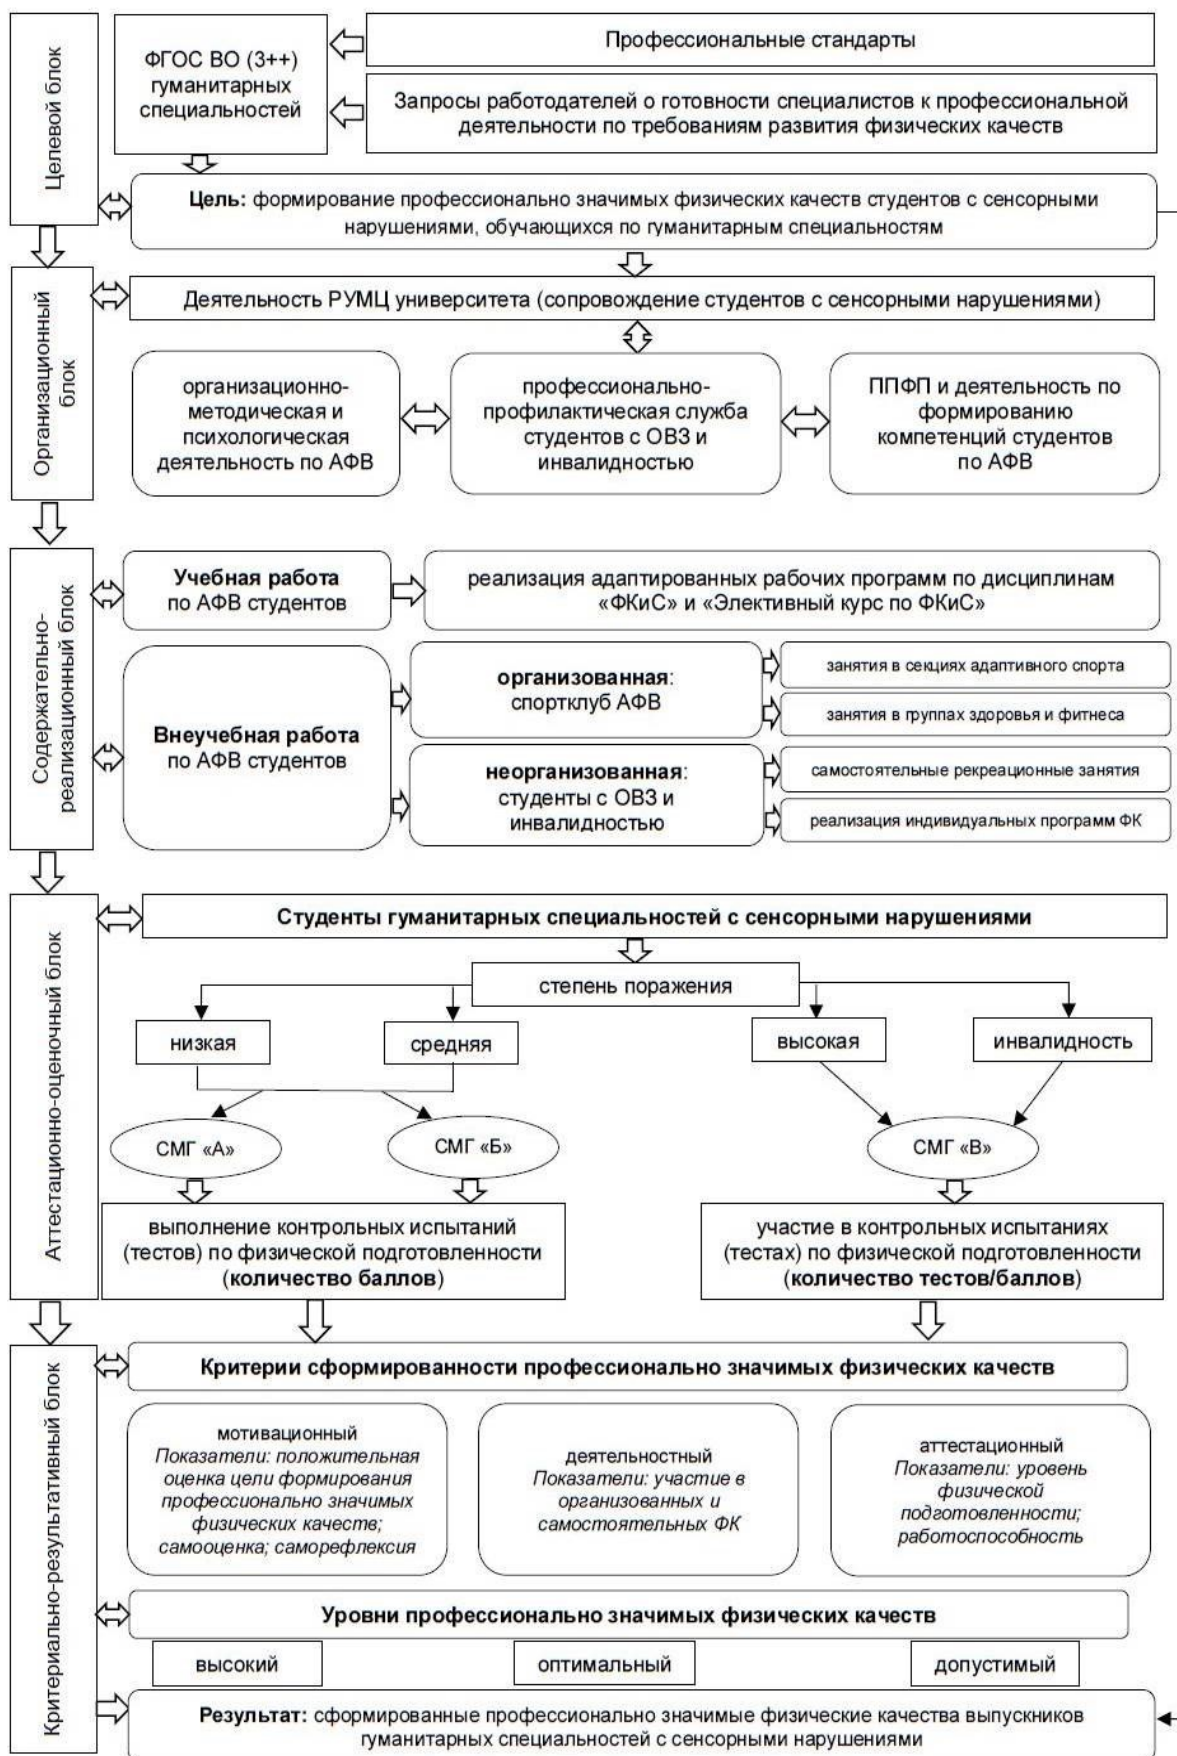 Целевой блок
ФГОС ВО (3++)
гуманитарных
специальностей
Профессиональные стандарты
Запросы работодателей о готовности специалистов к профессиональной
деятельности по требованиям развития физических качеств
Цель: формирование профессионально значимых физических качеств студентов с сенсорными
нарушениями, обучающихся по гуманитарным специальностям
Организационный
блок
Деятельность РУМЦ университета (сопровождение студентов с сенсорными нарушениями)
организационно-
методическая и
психологическая
деятельность по АФВ
профессионально-
профилактическая служба
студентов с ОВЗ и
инвалидностью
ППФП и деятельность по
формированию
компетенций студентов
по АФВ
Содержательно-
реализационный блок
Учебная работа
по АФВ студентов
реализация адаптированных рабочих программ по дисциплинам
«ФКиС» и «Элективный курс по ФКиС»
Внеучебная работа
по АФВ студентов
организованная:
спортклуб АФВ
занятия в секциях адаптивного спорта
занятия в группах здоровья и фитнеса
неорганизованная:
студенты с ОВЗ и
инвалидностью
самостоятельные рекреационные занятия
реализация индивидуальных программ ФК
Аттестационно-оценочный блок
Студенты гуманитарных специальностей с сенсорными нарушениями
степень поражения
низкая
средняя
высокая
инвалидность
СМГ «А»
СМГ «Б»
СМГ «В»
выполнение контрольных испытаний
(тестов) по физической подготовленности
(количество баллов)
участие в контрольных испытаниях
(тестах) по физической подготовленности
(количество тестов/баллов)
Критериально-результативный блок
Критерии сформированности профессионально значимых физических качеств
мотивационный
Показатели: положительная
оценка цели формирования
профессионально значимых
физических качеств;
самооценка; саморефлексия
деятельностный
Показатели: участие в
организованных и
самостоятельных ФК
аттестационный
Показатели: уровень
физической
подготовленности;
работоспособность
Уровни профессионально значимых физических качеств
высокий
оптимальный
допустимый
Результат: сформированные профессионально значимые физические качества выпускников
гуманитарных специальностей с сенсорными нарушениями